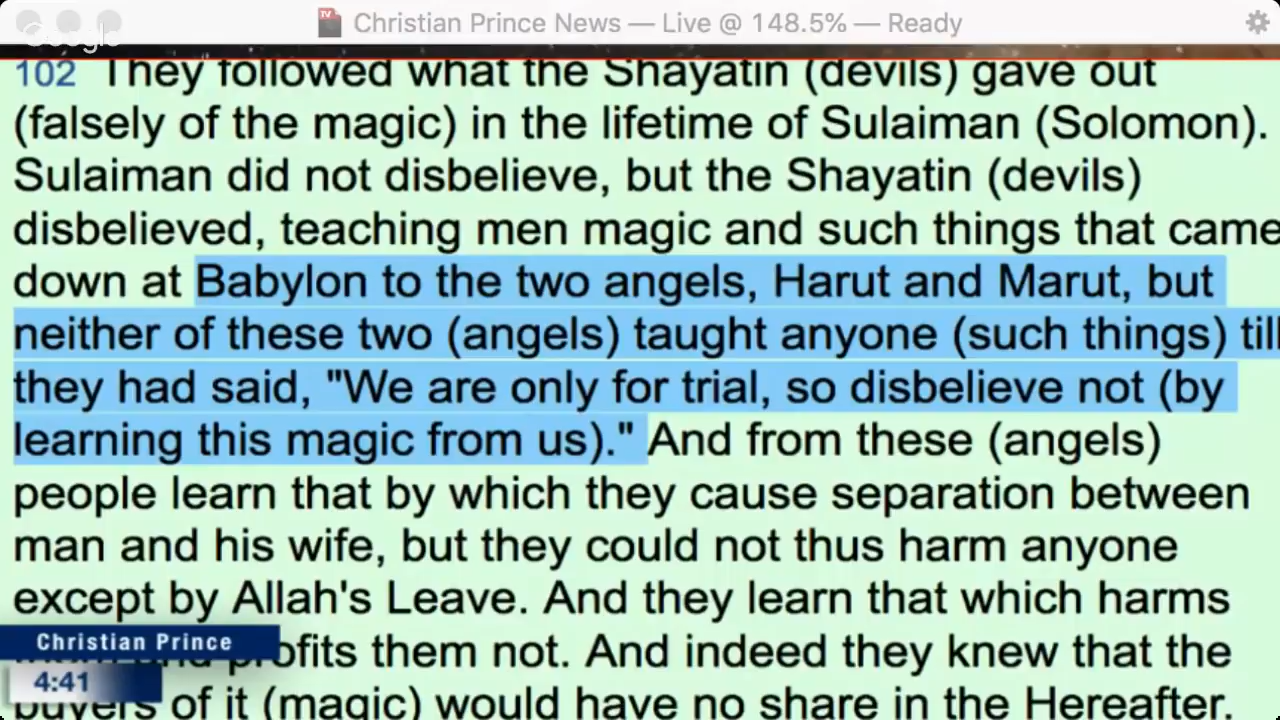 Christian Prince News — Live @ 148.5% — Ready
Google
102 They followed what the Shayatin (devils) gave out
(falsely of the magic) in the lifetime of Sulaiman (Solomon).
Sulaiman did not disbelieve, but the Shayatin (devils)
disbelieved, teaching men magic and such things that came
down at Babylon to the two angels, Harut and Marut, but
neither of these two (angels) taught anyone (such things) till
they had said, "We are only for trial, so disbelieve not (by
learning this magic from us)." And from these (angels)
people learn that by which they cause separation between
man and his wife, but they could not thus harm anyone
except by Allah's Leave. And they learn that which harms
profits them not. And indeed they knew that the
buyers of it (magic) would have no share in the Hereafter.
Christian Prince
4:41